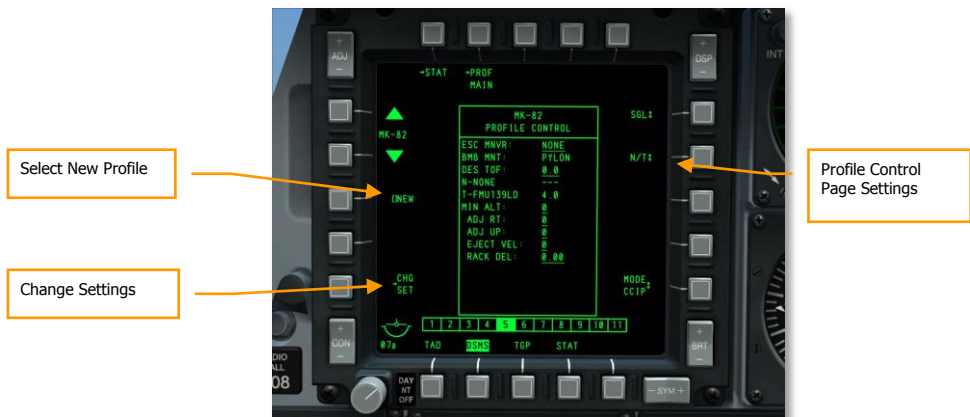 Select New Profile
Change Settings
Profile Control
Page Settings
+
ADJ
-
+
DSP
-
INT
→STAT
→PROF
MAIN
MK-82
PROFILE CONTROL
ESC MNVR: NONE
BMB MNT: PYLON
DES TOF: 0.0
N-NONE ---
T-FMU139LD 4.0
MIN ALT: 0
ADJ RT: 0
ADJ UP: 0
EJECT VEL: 0
RACK DEL: 0.00
MK-82
[]NEW
→CHG
SET
SGL↕
N/T↕
MODE↕
CCIP
1 2 3 4 5 6 7 8 9 10 11
TAD DSMS TGP STAT
+
CON
-
+
BRT
-
DAY
NT
OFF
- SYM +
08